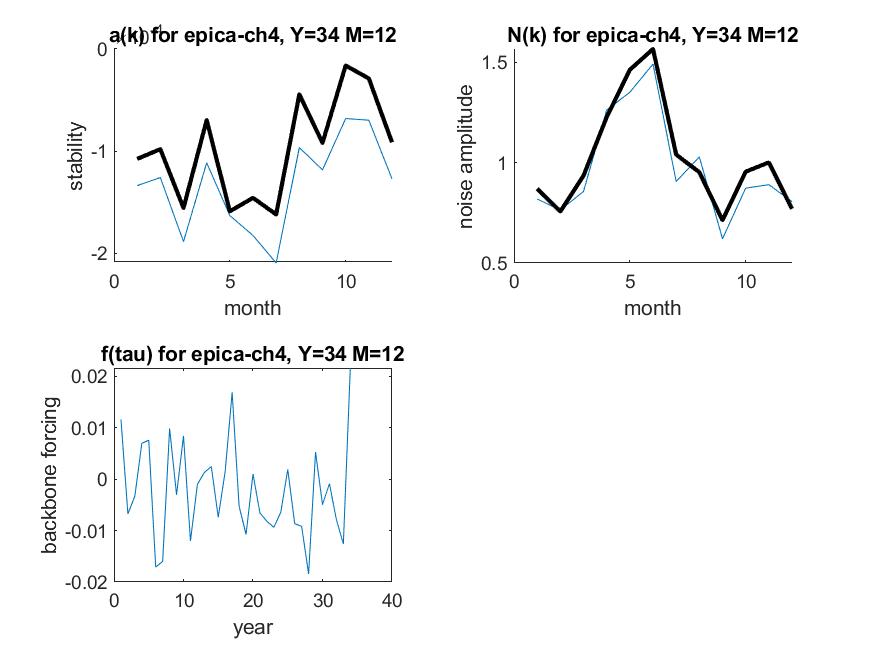 a(k) for epica-ch4, Y=34 M=12
0
-1
-2
stability
0
5
10
month
N(k) for epica-ch4, Y=34 M=12
1.5
1
0.5
noise amplitude
0
5
10
month
f(tau) for epica-ch4, Y=34 M=12
0.02
0.01
0
-0.01
-0.02
backbone forcing
0
10
20
30
40
year